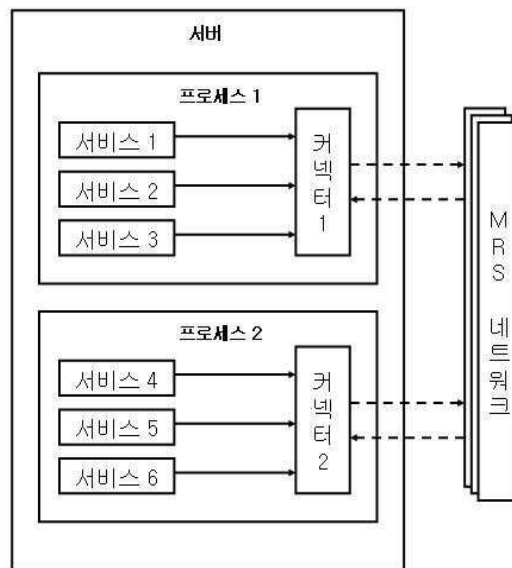 서버
프로세스 1
서비스 1
서비스 2
서비스 3
커넥터1
프로세스 2
서비스 4
서비스 5
서비스 6
커넥터2
MRS 네트워크